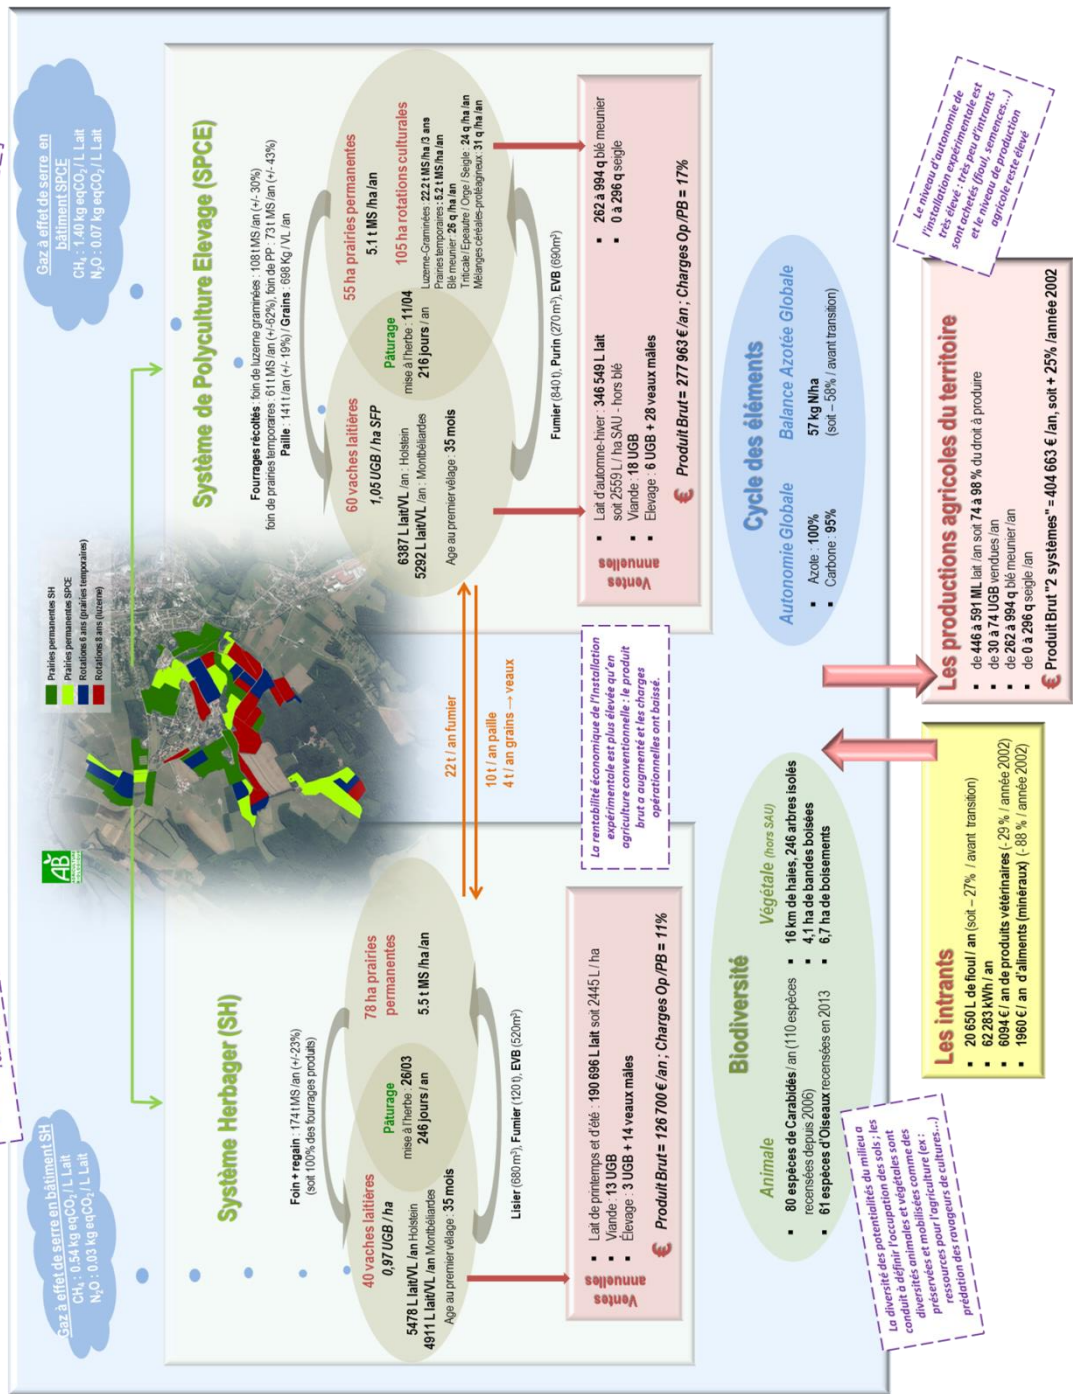 Gaz à effet de serre en bâtiment SH
CH₄ : 0.54 kg eqCO₂ / L Lait
N₂O : 0.03 kg eqCO₂ / L Lait
AB
Prairies permanentes SH
Prairies permanentes SPCE
Rotations 6 ans (prairies temporaires)
Rotations 8 ans (luzerne)
Gaz à effet de serre en
bâtiment SPCE
CH₄ : 1.40 kg eqCO₂ / L Lait
N₂O : 0.07 kg eqCO₂ / L Lait
Système Herbager (SH)
Foin + regain : 174 t MS /an (+/-23%)
(soit 100% des fourrages produits)
40 vaches laitières
0,97 UGB / ha
5478 L lait/VL /an Holstein
4911 L lait/VL /an Montbéliardes
Age au premier vêlage : 35 mois
Pâturage
mise à l'herbe : 26/03
246 jours / an
78 ha prairies
permanentes
5.5 t MS /ha /an
Lisier (680m³), Fumier (120 t), EVB (520m³)
Ventes
annuelles
Lait de printemps et d'été : 190 696 L lait soit 2445 L / ha
Viande : 13 UGB
Élevage : 3 UGB + 14 veaux mâles
€ Produit Brut = 126 700 € /an ; Charges Op /PB = 11%
22 t / an fumier
10 t / an paille
4 t / an grains → veaux
La rentabilité économique de l'Installation
expérimentale est plus élevée qu'en
agriculture conventionnelle : le produit
brut a augmenté et les charges
opérationnelles ont baissé.
Système de Polyculture Elevage (SPCE)
Fourrages récoltés : foin de luzerne graminées : 108 t MS /an (+/- 30%)
foin de prairies temporaires : 61 t MS /an (+/-62%), foin de PP : 73 t MS /an (+/- 43%)
Paille : 141 t /an (+/- 19%) / Grains : 698 Kg / VL /an
60 vaches laitières
1,05 UGB / ha SFP
6387 L lait/VL /an : Holstein
5292 L lait/VL /an : Montbéliardes
Age au premier vêlage : 35 mois
Pâturage
mise à l'herbe : 11/04
216 jours / an
55 ha prairies permanentes
5.1 t MS /ha /an
105 ha rotations culturales
Luzerne-Graminées : 22.2 t MS /ha /3 ans
Prairies temporaires : 5.2 t MS /ha /an
Blé meunier : 26 q /ha /an
Triticale / Epeautre / Orge / Seigle : 24 q /ha /an
Mélanges céréales-protéagineux : 31 q /ha /an
Fumier (840 t), Purin (270 m³), EVB (690m³)
Ventes
annuelles
Lait d'automne-hiver : 346 549 L lait
soit 2559 L / ha SAU - hors blé
Viande : 18 UGB
Elevage : 6 UGB + 28 veaux mâles
262 à 994 q blé meunier
0 à 296 q seigle
€ Produit Brut = 277 963 € /an ; Charges Op /PB = 17%
Biodiversité
Animale
80 espèces de Carabidés / an (110 espèces
recensées depuis 2006)
61 espèces d'Oiseaux recensées en 2013
Végétale (hors SAU)
16 km de haies, 246 arbres isolés
4,1 ha de bandes boisées
6,7 ha de boisements
Cycle des éléments
Autonomie Globale
Azote : 100%
Carbone : 95%
Balance Azotée Globale
57 kg N/ha
(soit – 58% / avant transition)
La diversité des potentialités du milieu a
conduit à définir l'occupation des sols ; les
diversités animales et végétales sont
préservées et mobilisées comme des
ressources pour l'agriculture (ex :
prédation des ravageurs de cultures…)
Les intrants
20 650 L de fioul / an (soit – 27% / avant transition)
62 283 kWh / an
6094 € / an de produits vétérinaires (- 29 % / année 2002)
1960 € / an d'aliments (minéraux) (- 88 % / année 2002)
Les productions agricoles du territoire
de 446 à 591 ML lait /an soit 74 à 98 % du droit à produire
de 30 à 74 UGB vendues /an
de 262 à 994 q blé meunier /an
de 0 à 296 q seigle /an
€ Produit Brut "2 systèmes" = 404 663 € /an, soit + 25% /année 2002
Le niveau d'autonomie de
l'installation expérimentale est
très élevé : très peu d'intrants
sont achetés (fioul, semences…)
et le niveau de production
agricole reste élevé